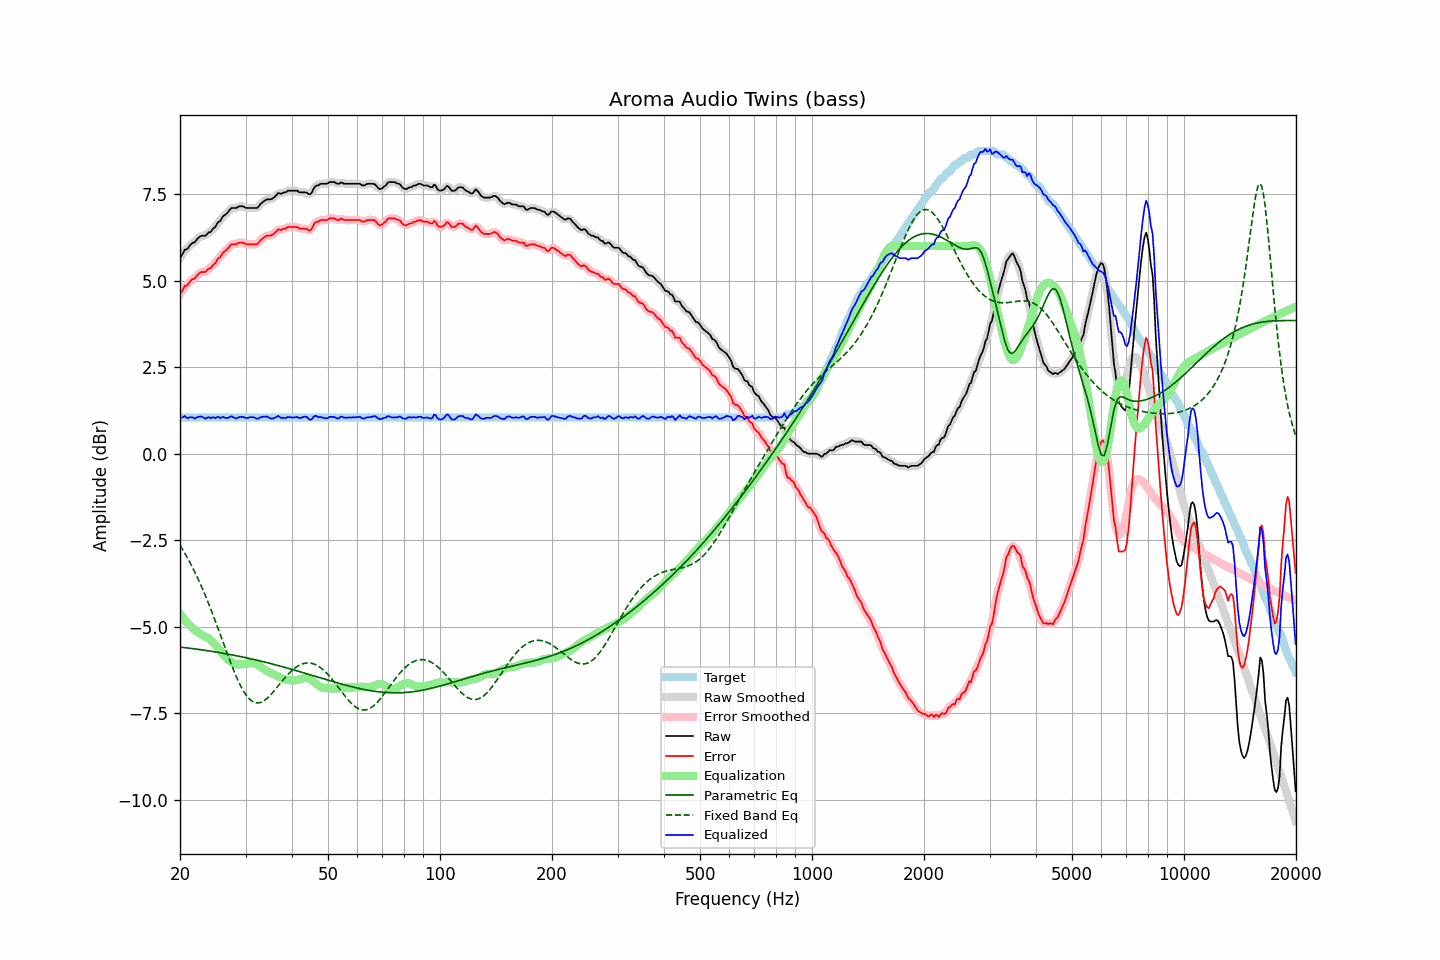 Aroma Audio Twins (bass)
Amplitude (dBr)
7.5
5.0
2.5
0.0
−2.5
−5.0
−7.5
−10.0
Target
Raw Smoothed
Error Smoothed
Raw
Error
Equalization
Parametric Eq
Fixed Band Eq
Equalized
20
50
100
200
500
1000
2000
5000
10000
20000
Frequency (Hz)